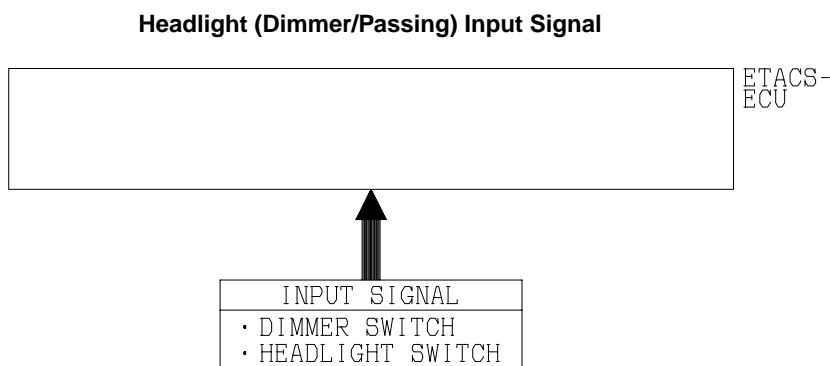 Headlight (Dimmer/Passing) Input Signal
ETACS-
ECU
INPUT SIGNAL
· DIMMER SWITCH
· HEADLIGHT SWITCH